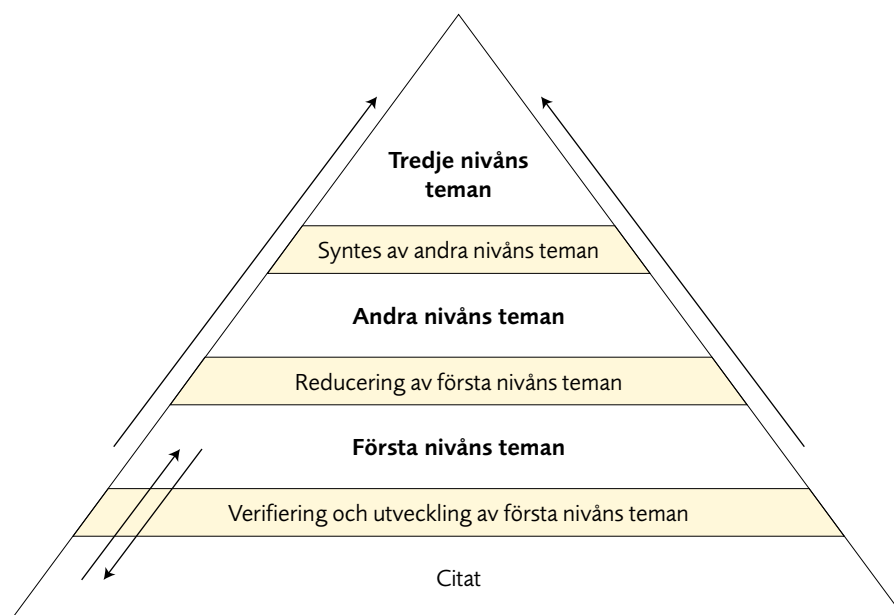 Tredje nivåns
teman
Syntes av andra nivåns teman
Andra nivåns teman
Reducering av första nivåns teman
Första nivåns teman
Verifiering och utveckling av första nivåns teman
Citat